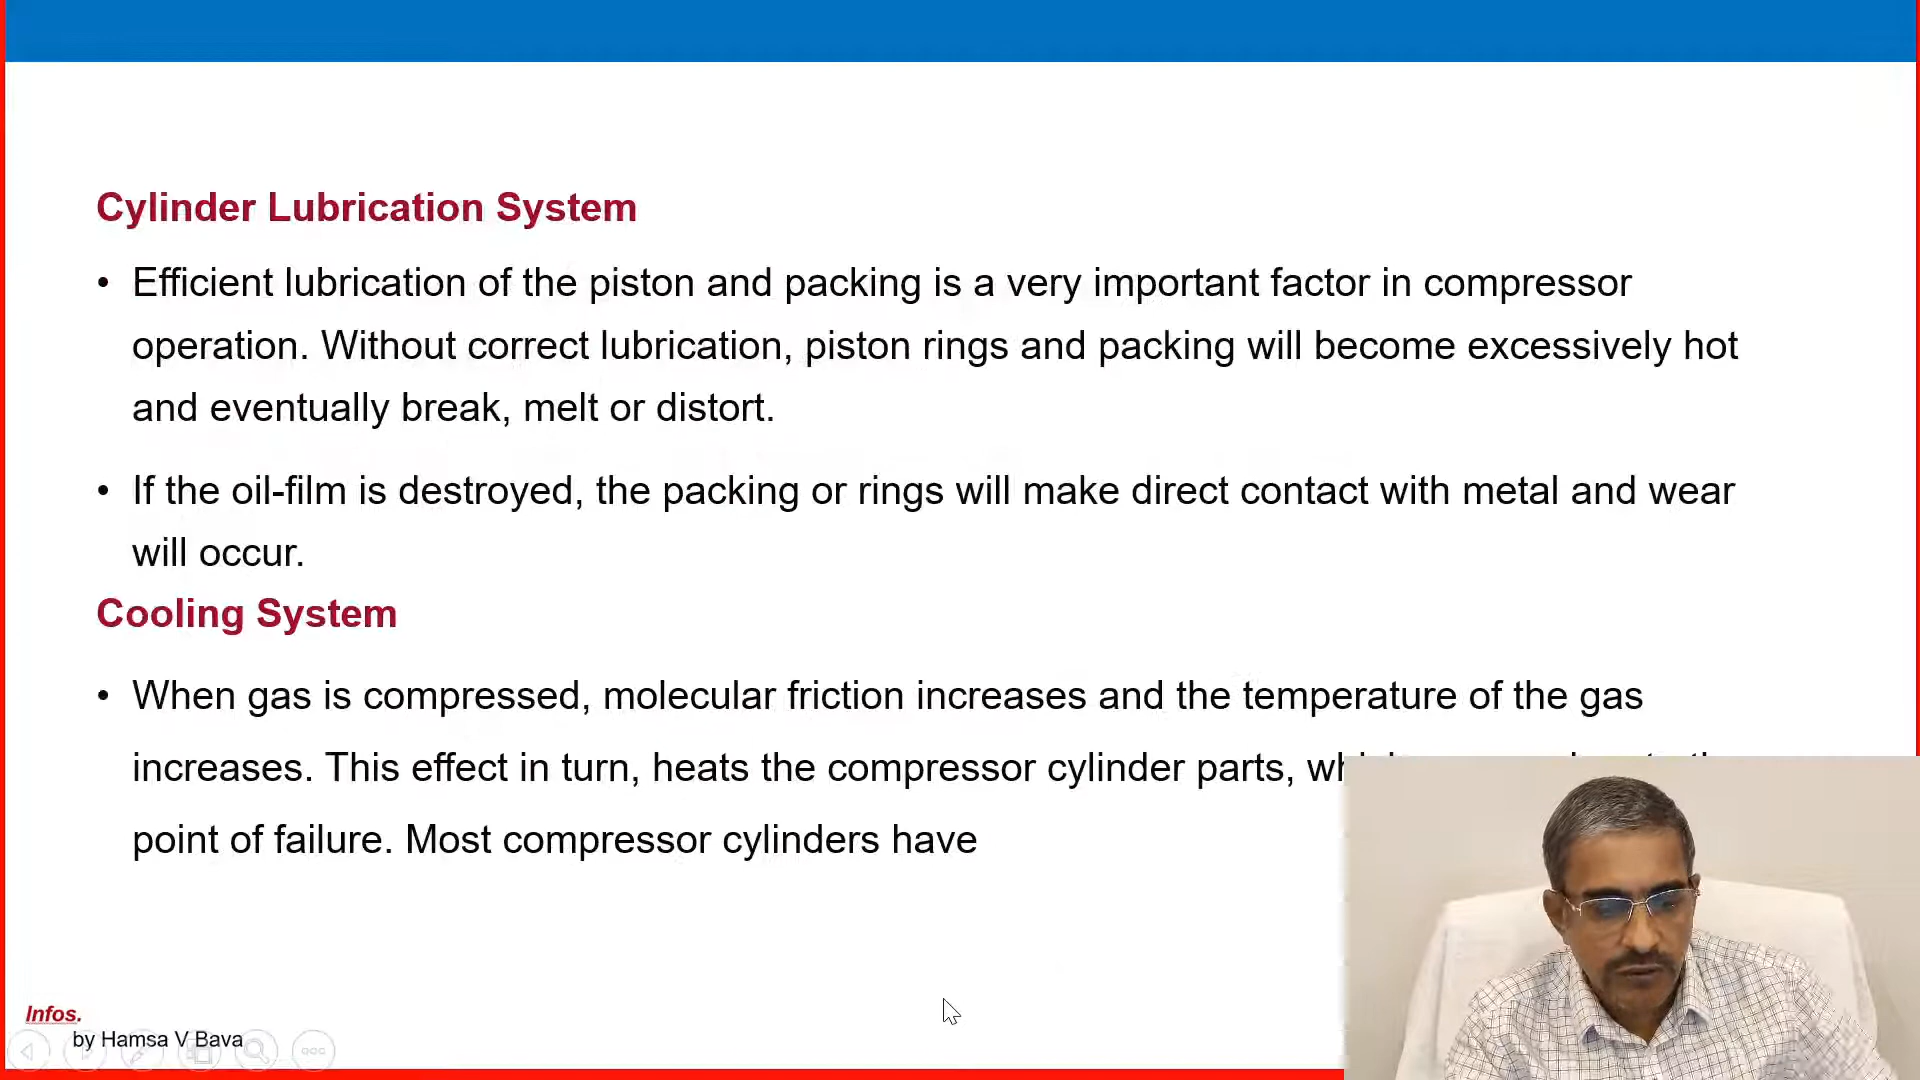 Cylinder Lubrication System
• Efficient lubrication of the piston and packing is a very important factor in compressor
operation. Without correct lubrication, piston rings and packing will become excessively hot
and eventually break, melt or distort.
• If the oil-film is destroyed, the packing or rings will make direct contact with metal and wear
will occur.
Cooling System
• When gas is compressed, molecular friction increases and the temperature of the gas
increases. This effect in turn, heats the compressor cylinder parts,
point of failure. Most compressor cylinders have
Infos.
by Hamsa V Bava